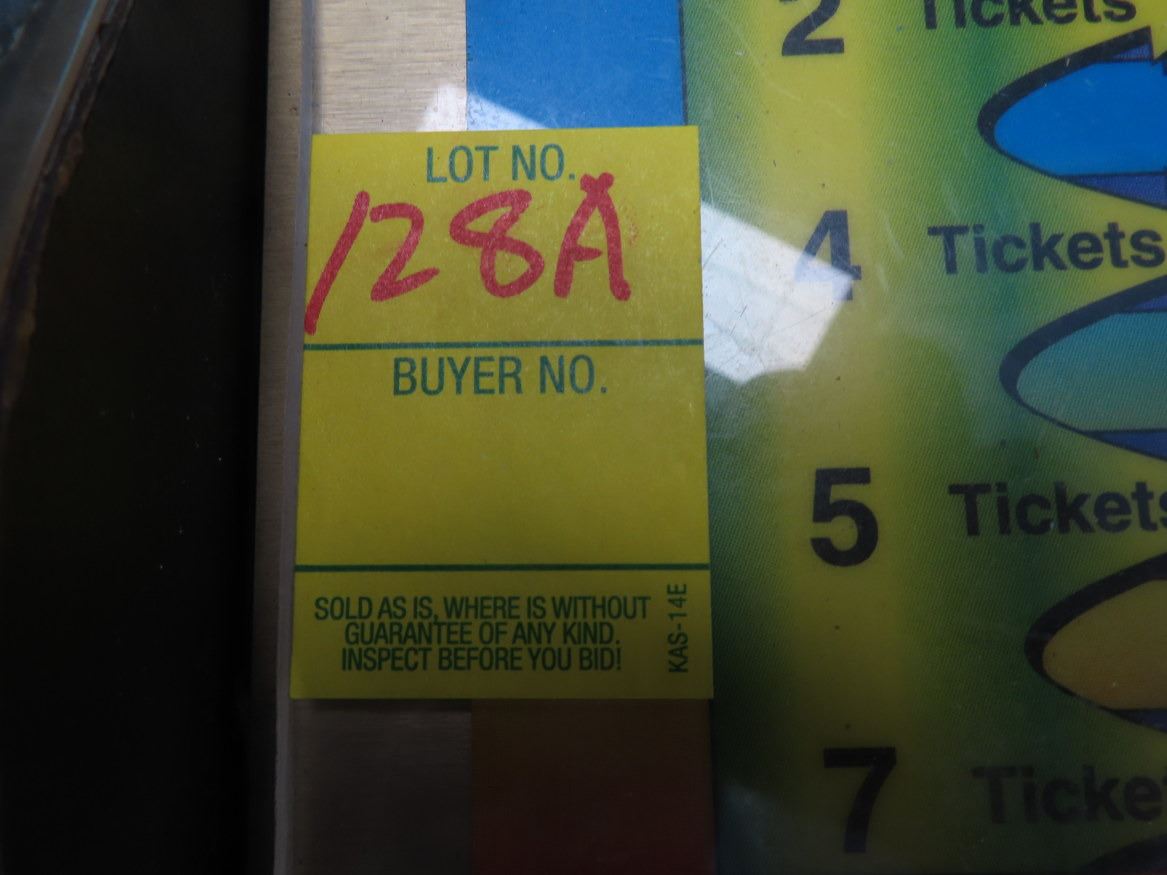 2 Tickets
LOT NO.
128A
4 Tickets
BUYER NO.
5 Tickets
SOLD AS IS, WHERE IS WITHOUT
GUARANTEE OF ANY KIND.
INSPECT BEFORE YOU BID!
KAS-14E
7 Ticke